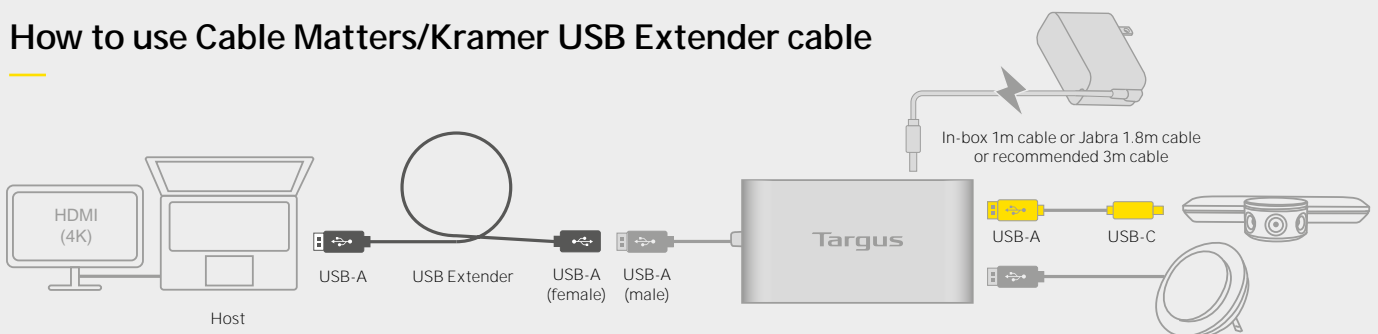 How to use Cable Matters/Kramer USB Extender cable
In-box 1m cable or Jabra 1.8m cable
or recommended 3m cable
HDMI
(4K)
Targus
USB-A
USB-C
USB-A
USB Extender
USB-A
(female)
USB-A
(male)
Host